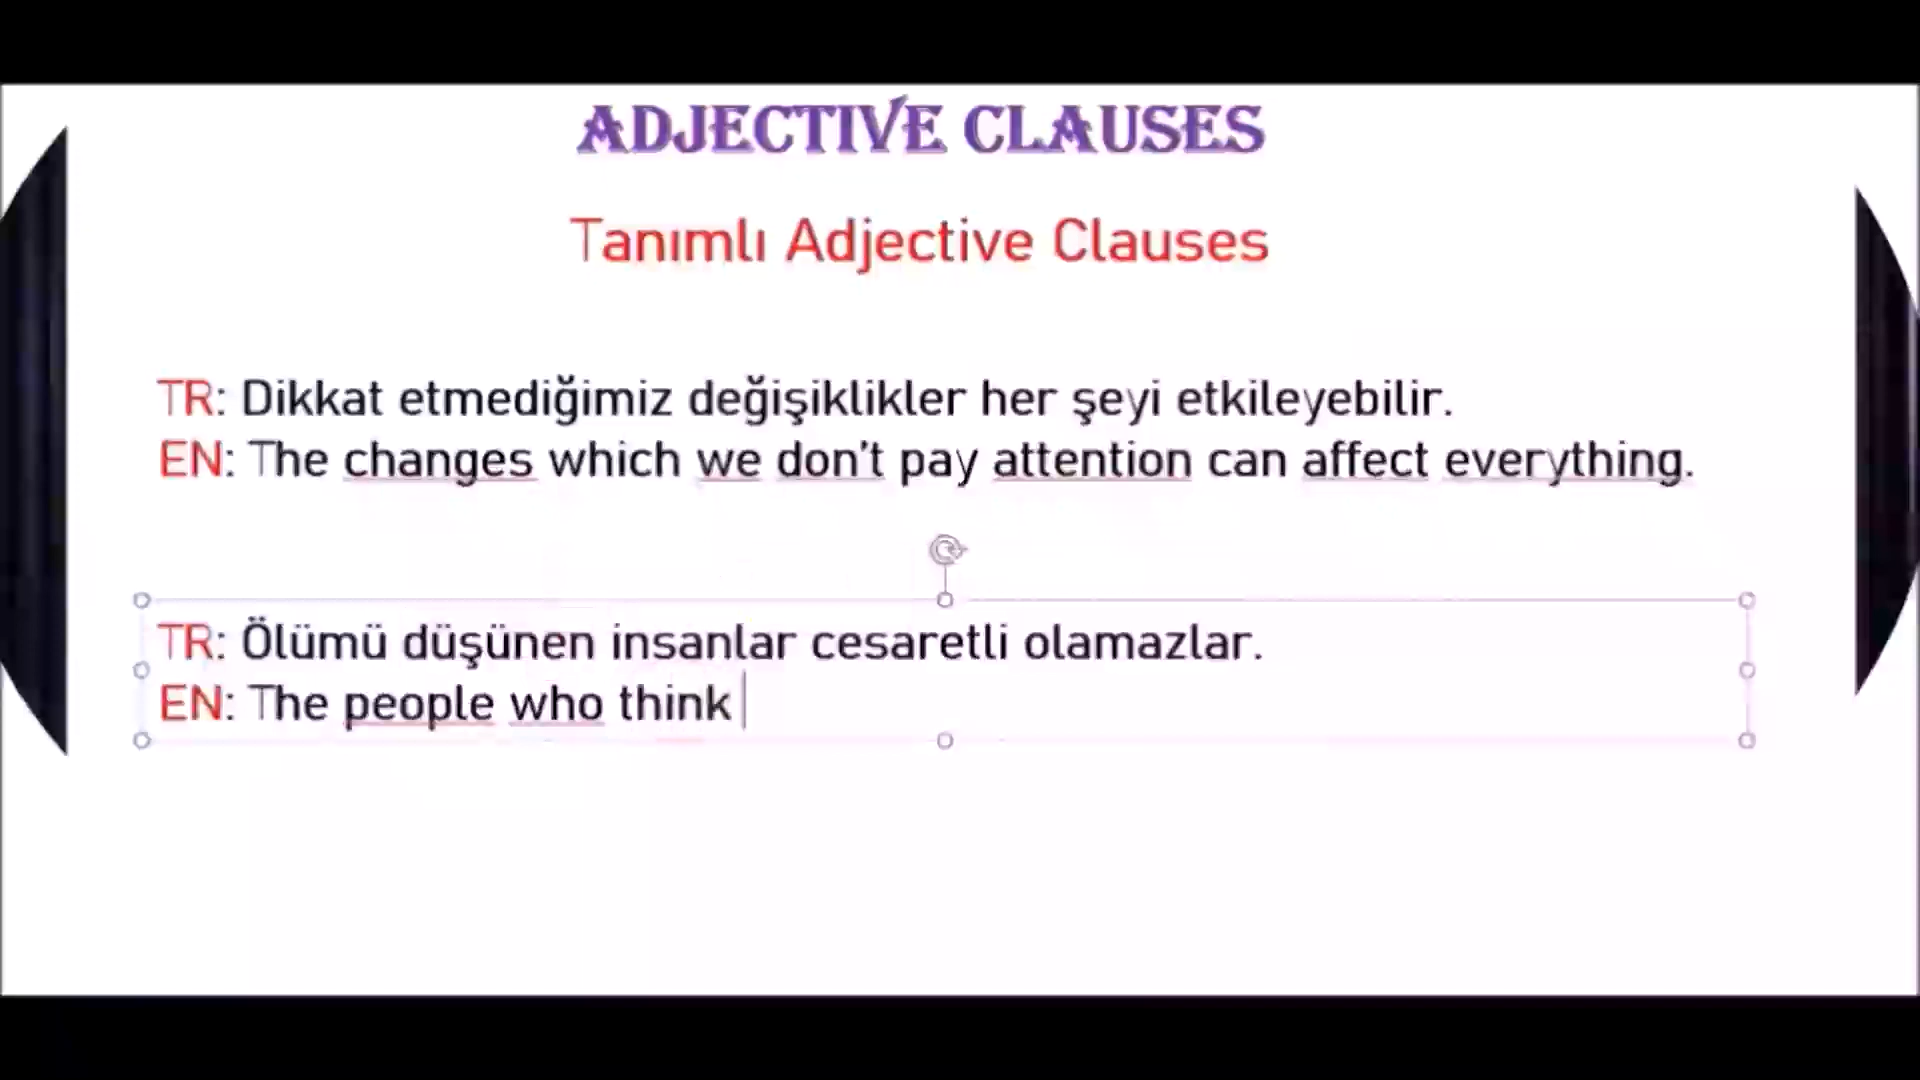 ADJECTIVE CLAUSES
Tanımlı Adjective Clauses
TR: Dikkat etmediğimiz değişiklikler her şeyi etkileyebilir.
EN: The changes which we don't pay attention can affect everything.
TR: Ölümü düşünen insanlar cesaretli olamazlar.
EN: The people who think